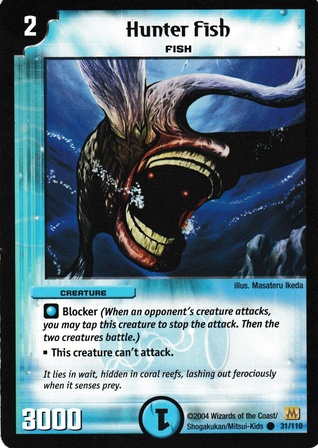 2
Hunter Fish
FISH
illus. Masateru Ikeda
CREATURE
Blocker (When an opponent's creature attacks,
you may tap this creature to stop the attack. Then the
two creatures battle.)
▪ This creature can't attack.
It lies in wait, hidden in coral reefs, lashing out ferociously
when it senses prey.
3000
1
©2004 Wizards of the Coast/
Shogakukan/Mitsui-Kids ● M
31/110